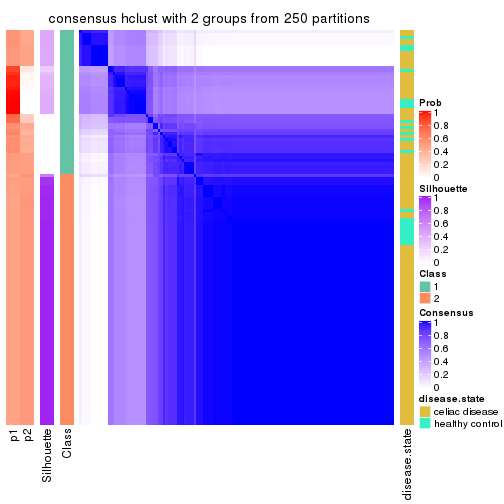 consensus hclust with 2 groups from 250 partitions
Prob
1
0.8
0.6
0.4
0.2
0
Silhouette
1
0.8
0.6
0.4
0.2
0
Class
1
2
Consensus
1
0.8
0.6
0.4
0.2
0
disease.state
celiac disease
healthy control
p1
p2
Silhouette
Class
disease.state